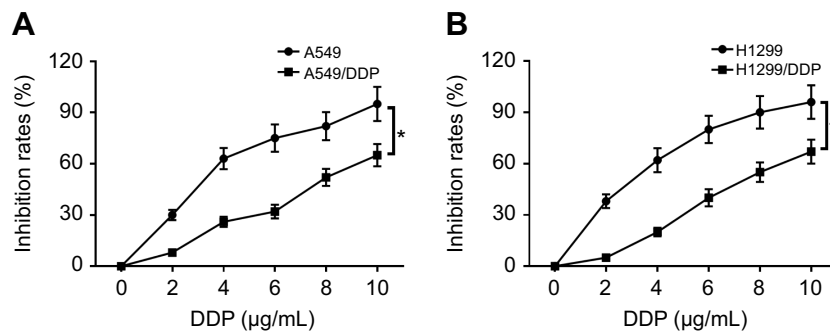 A
A549
A549/DDP
Inhibition rates (%)
120
90
60
30
0
*
0 2 4 6 8 10
DDP (µg/mL)
B
H1299
H1299/DDP
Inhibition rates (%)
120
90
60
30
0
0 2 4 6 8 10
DDP (µg/mL)